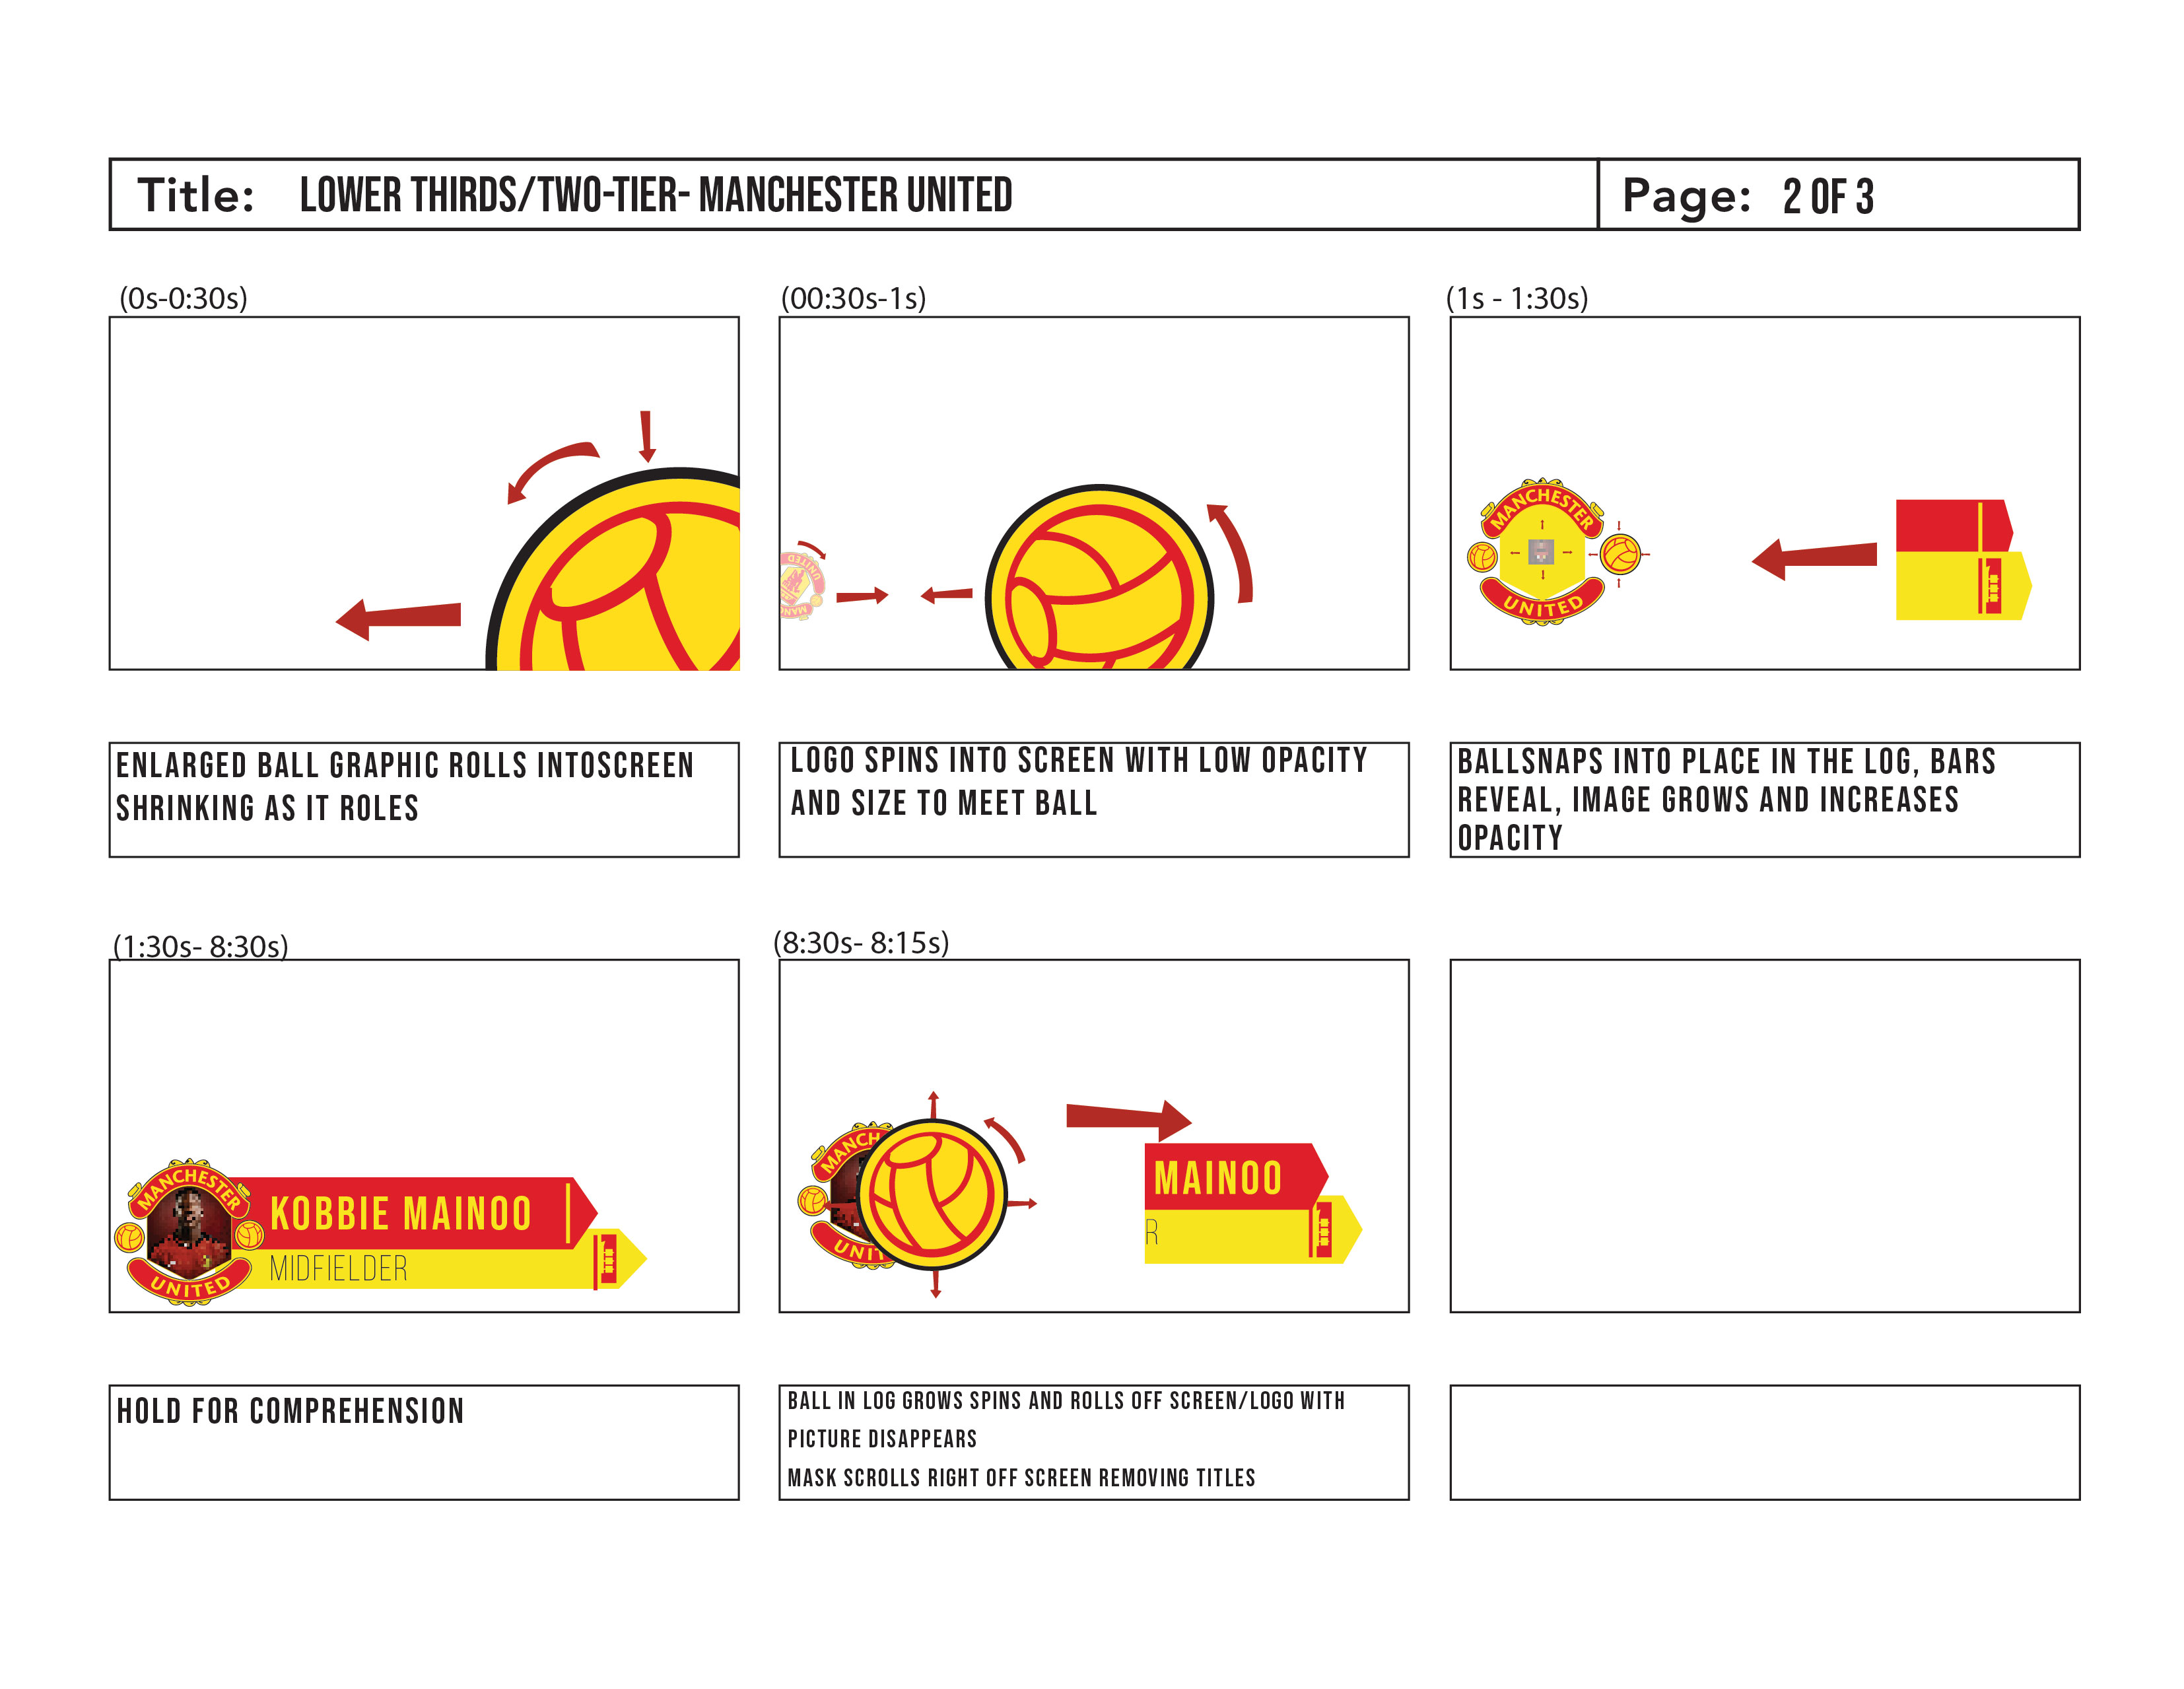 Title: LOWER THIRDS/TWO-TIER- MANCHESTER UNITED
Page: 2 OF 3
(0s-0:30s)
(00:30s-1s)
(1s - 1:30s)
MANCHESTER
UNITED
ENLARGED BALL GRAPHIC ROLLS INTOSCREEN
SHRINKING AS IT ROLES
LOGO SPINS INTO SCREEN WITH LOW OPACITY
AND SIZE TO MEET BALL
BALLSNAPS INTO PLACE IN THE LOG, BARS
REVEAL, IMAGE GROWS AND INCREASES
OPACITY
(1:30s- 8:30s)
(8:30s- 8:15s)
MANCHESTER
KOBBIE MAINOO
MIDFIELDER
UNITED
MANCH
MAINOO
R
UNIT
HOLD FOR COMPREHENSION
BALL IN LOG GROWS SPINS AND ROLLS OFF SCREEN/LOGO WITH
PICTURE DISAPPEARS
MASK SCROLLS RIGHT OFF SCREEN REMOVING TITLES